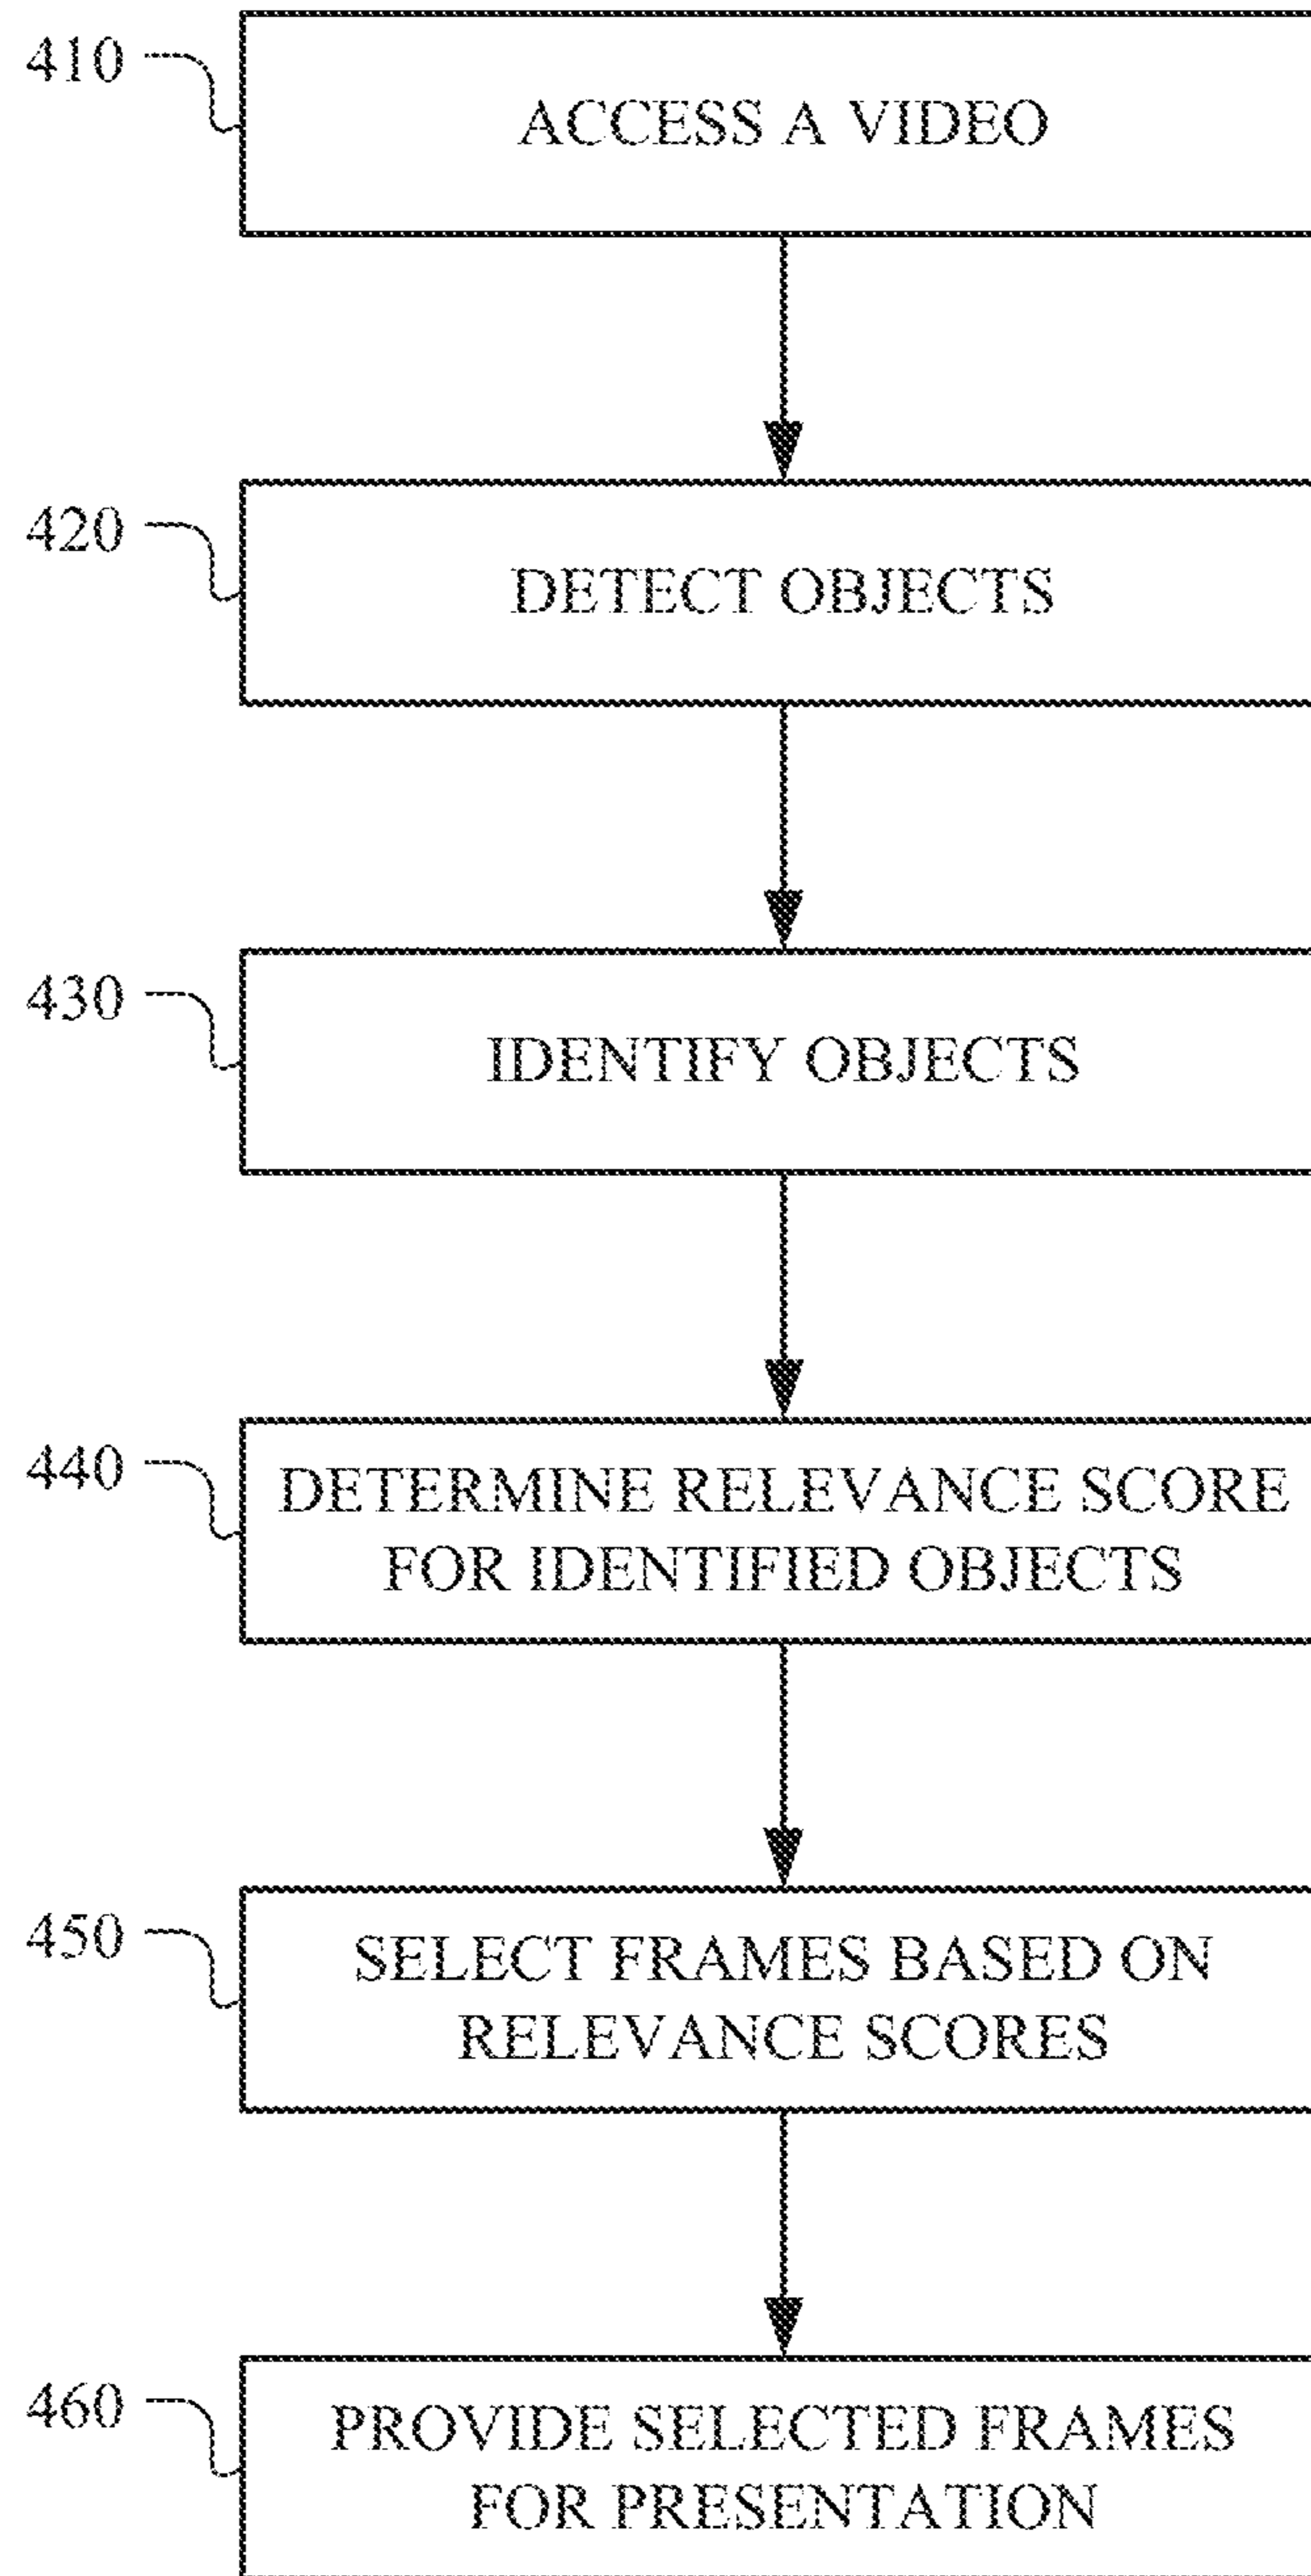 410
ACCESS A VIDEO
420
DETECT OBJECTS
430
IDENTIFY OBJECTS
440
DETERMINE RELEVANCE SCORE
FOR IDENTIFIED OBJECTS
450
SELECT FRAMES BASED ON
RELEVANCE SCORES
460
PROVIDE SELECTED FRAMES
FOR PRESENTATION